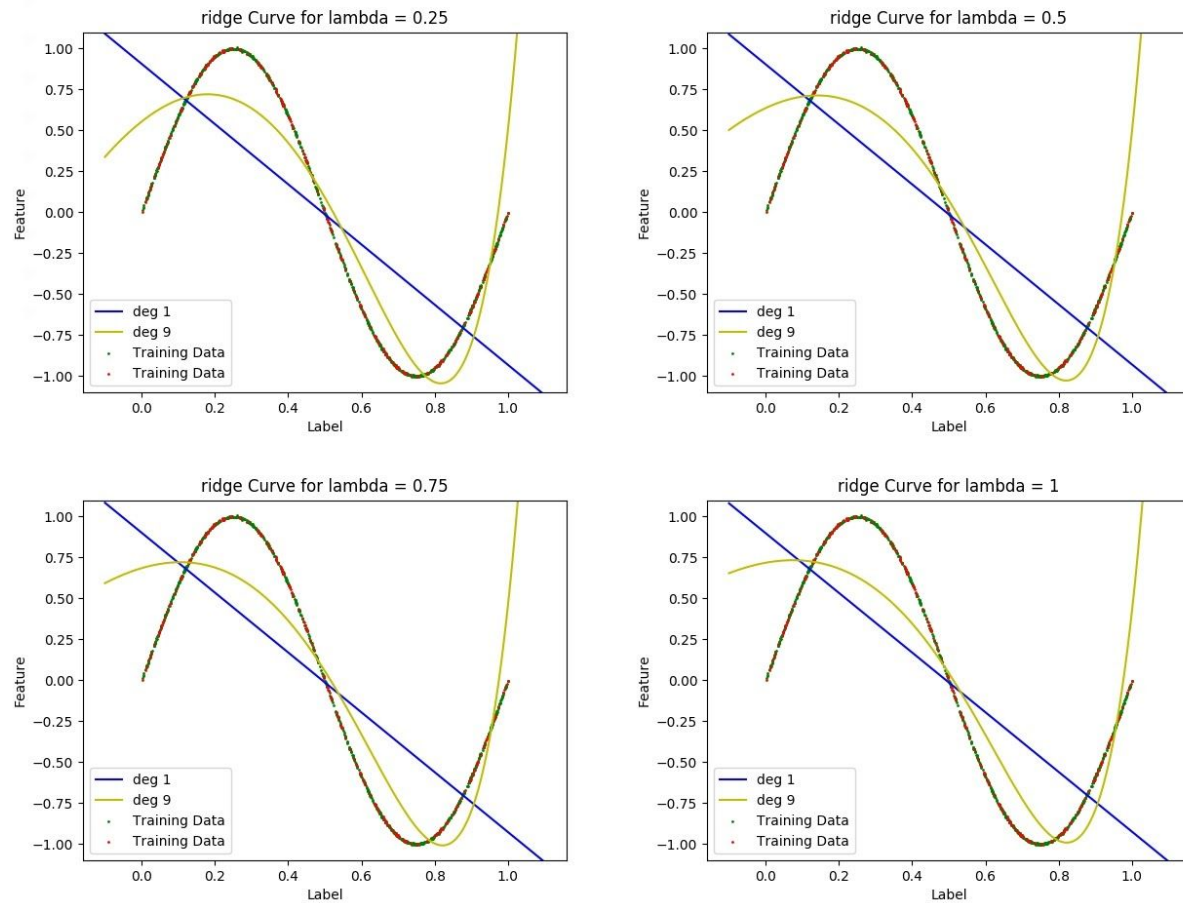 ridge Curve for lambda = 0.25
1.00
0.75
0.50
0.25
0.00
−0.25
−0.50
−0.75
−1.00
Feature
deg 1
deg 9
Training Data
Training Data
0.0 0.2 0.4 0.6 0.8 1.0
Label
ridge Curve for lambda = 0.5
1.00
0.75
0.50
0.25
0.00
−0.25
−0.50
−0.75
−1.00
Feature
deg 1
deg 9
Training Data
Training Data
0.0 0.2 0.4 0.6 0.8 1.0
Label
ridge Curve for lambda = 0.75
1.00
0.75
0.50
0.25
0.00
−0.25
−0.50
−0.75
−1.00
Feature
deg 1
deg 9
Training Data
Training Data
0.0 0.2 0.4 0.6 0.8 1.0
Label
ridge Curve for lambda = 1
1.00
0.75
0.50
0.25
0.00
−0.25
−0.50
−0.75
−1.00
Feature
deg 1
deg 9
Training Data
Training Data
0.0 0.2 0.4 0.6 0.8 1.0
Label